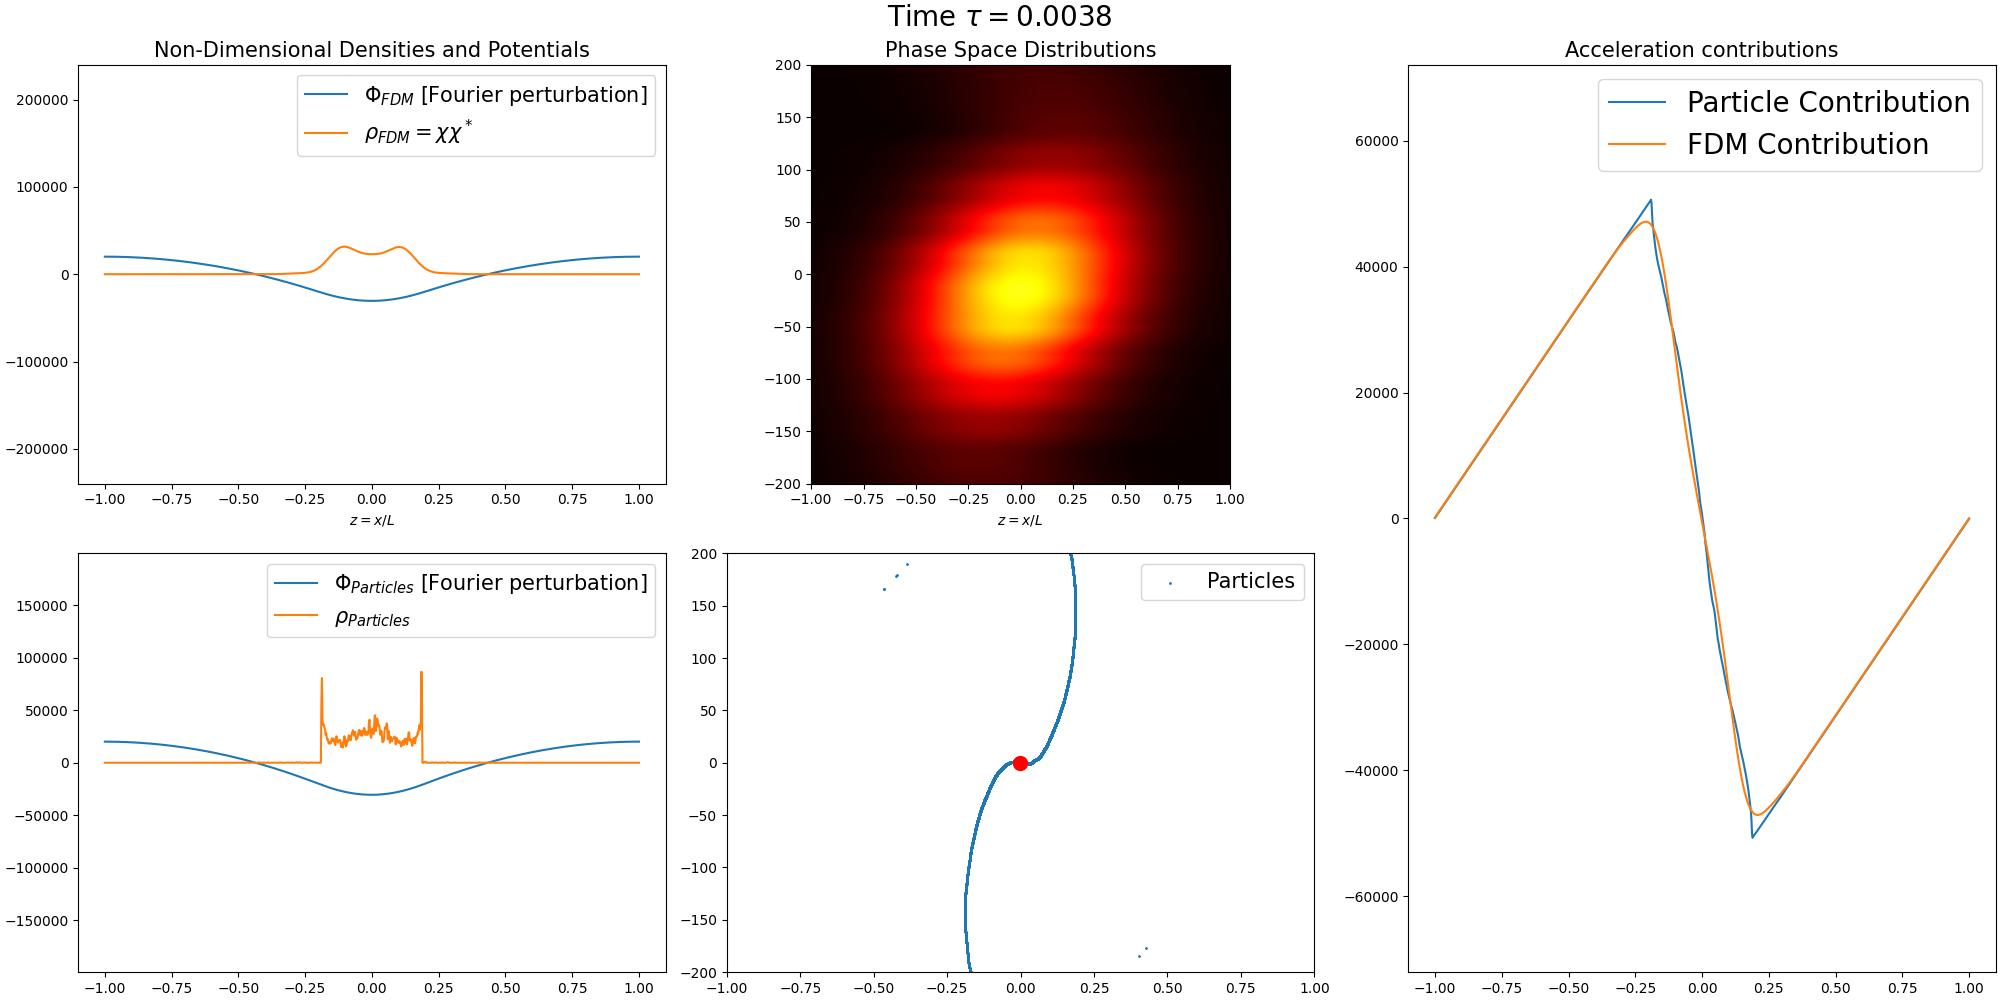 Time τ = 0.0038
Non-Dimensional Densities and Potentials
Φ_FDM [Fourier perturbation]
ρ_FDM = χχ*
200000
100000
0
−100000
−200000
−1.00 −0.75 −0.50 −0.25 0.00 0.25 0.50 0.75 1.00
z = x/L
Phase Space Distributions
200
150
100
50
0
−50
−100
−150
−200
−1.00 −0.75 −0.50 −0.25 0.00 0.25 0.50 0.75 1.00
z = x/L
Acceleration contributions
Particle Contribution
FDM Contribution
60000
40000
20000
0
−20000
−40000
−60000
−1.00 −0.75 −0.50 −0.25 0.00 0.25 0.50 0.75 1.00
Φ_Particles [Fourier perturbation]
ρ_Particles
150000
100000
50000
0
−50000
−100000
−150000
−1.00 −0.75 −0.50 −0.25 0.00 0.25 0.50 0.75 1.00
Particles
200
150
100
50
0
−50
−100
−150
−200
−1.00 −0.75 −0.50 −0.25 0.00 0.25 0.50 0.75 1.00